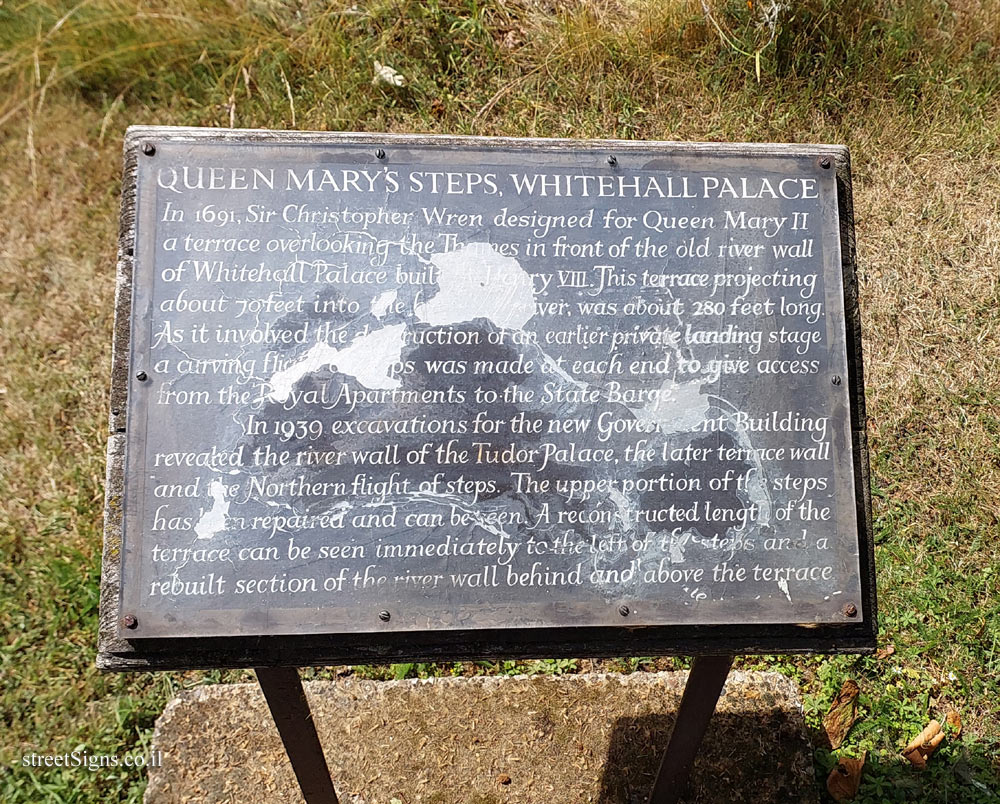 QUEEN MARY'S STEPS, WHITEHALL PALACE
In 1691, Sir Christopher Wren designed for Queen Mary II
a terrace overlooking the Thames in front of the old river wall
of Whitehall Palace built Henry VIII. This terrace projecting
about 70 feet into the river, was about 280 feet long.
As it involved the destruction of an earlier private landing stage
a curving flight steps was made at each end to give access
from the Royal Apartments to the State Barge.
In 1939 excavations for the new Government Building
revealed the river wall of the Tudor Palace, the later terrace wall
and the Northern flight of steps. The upper portion of the steps
has been repaired and can be seen. A reconstructed length of the
terrace can be seen immediately to the left of the steps and a
rebuilt section of the river wall behind and above the terrace
streetSigns.co.il